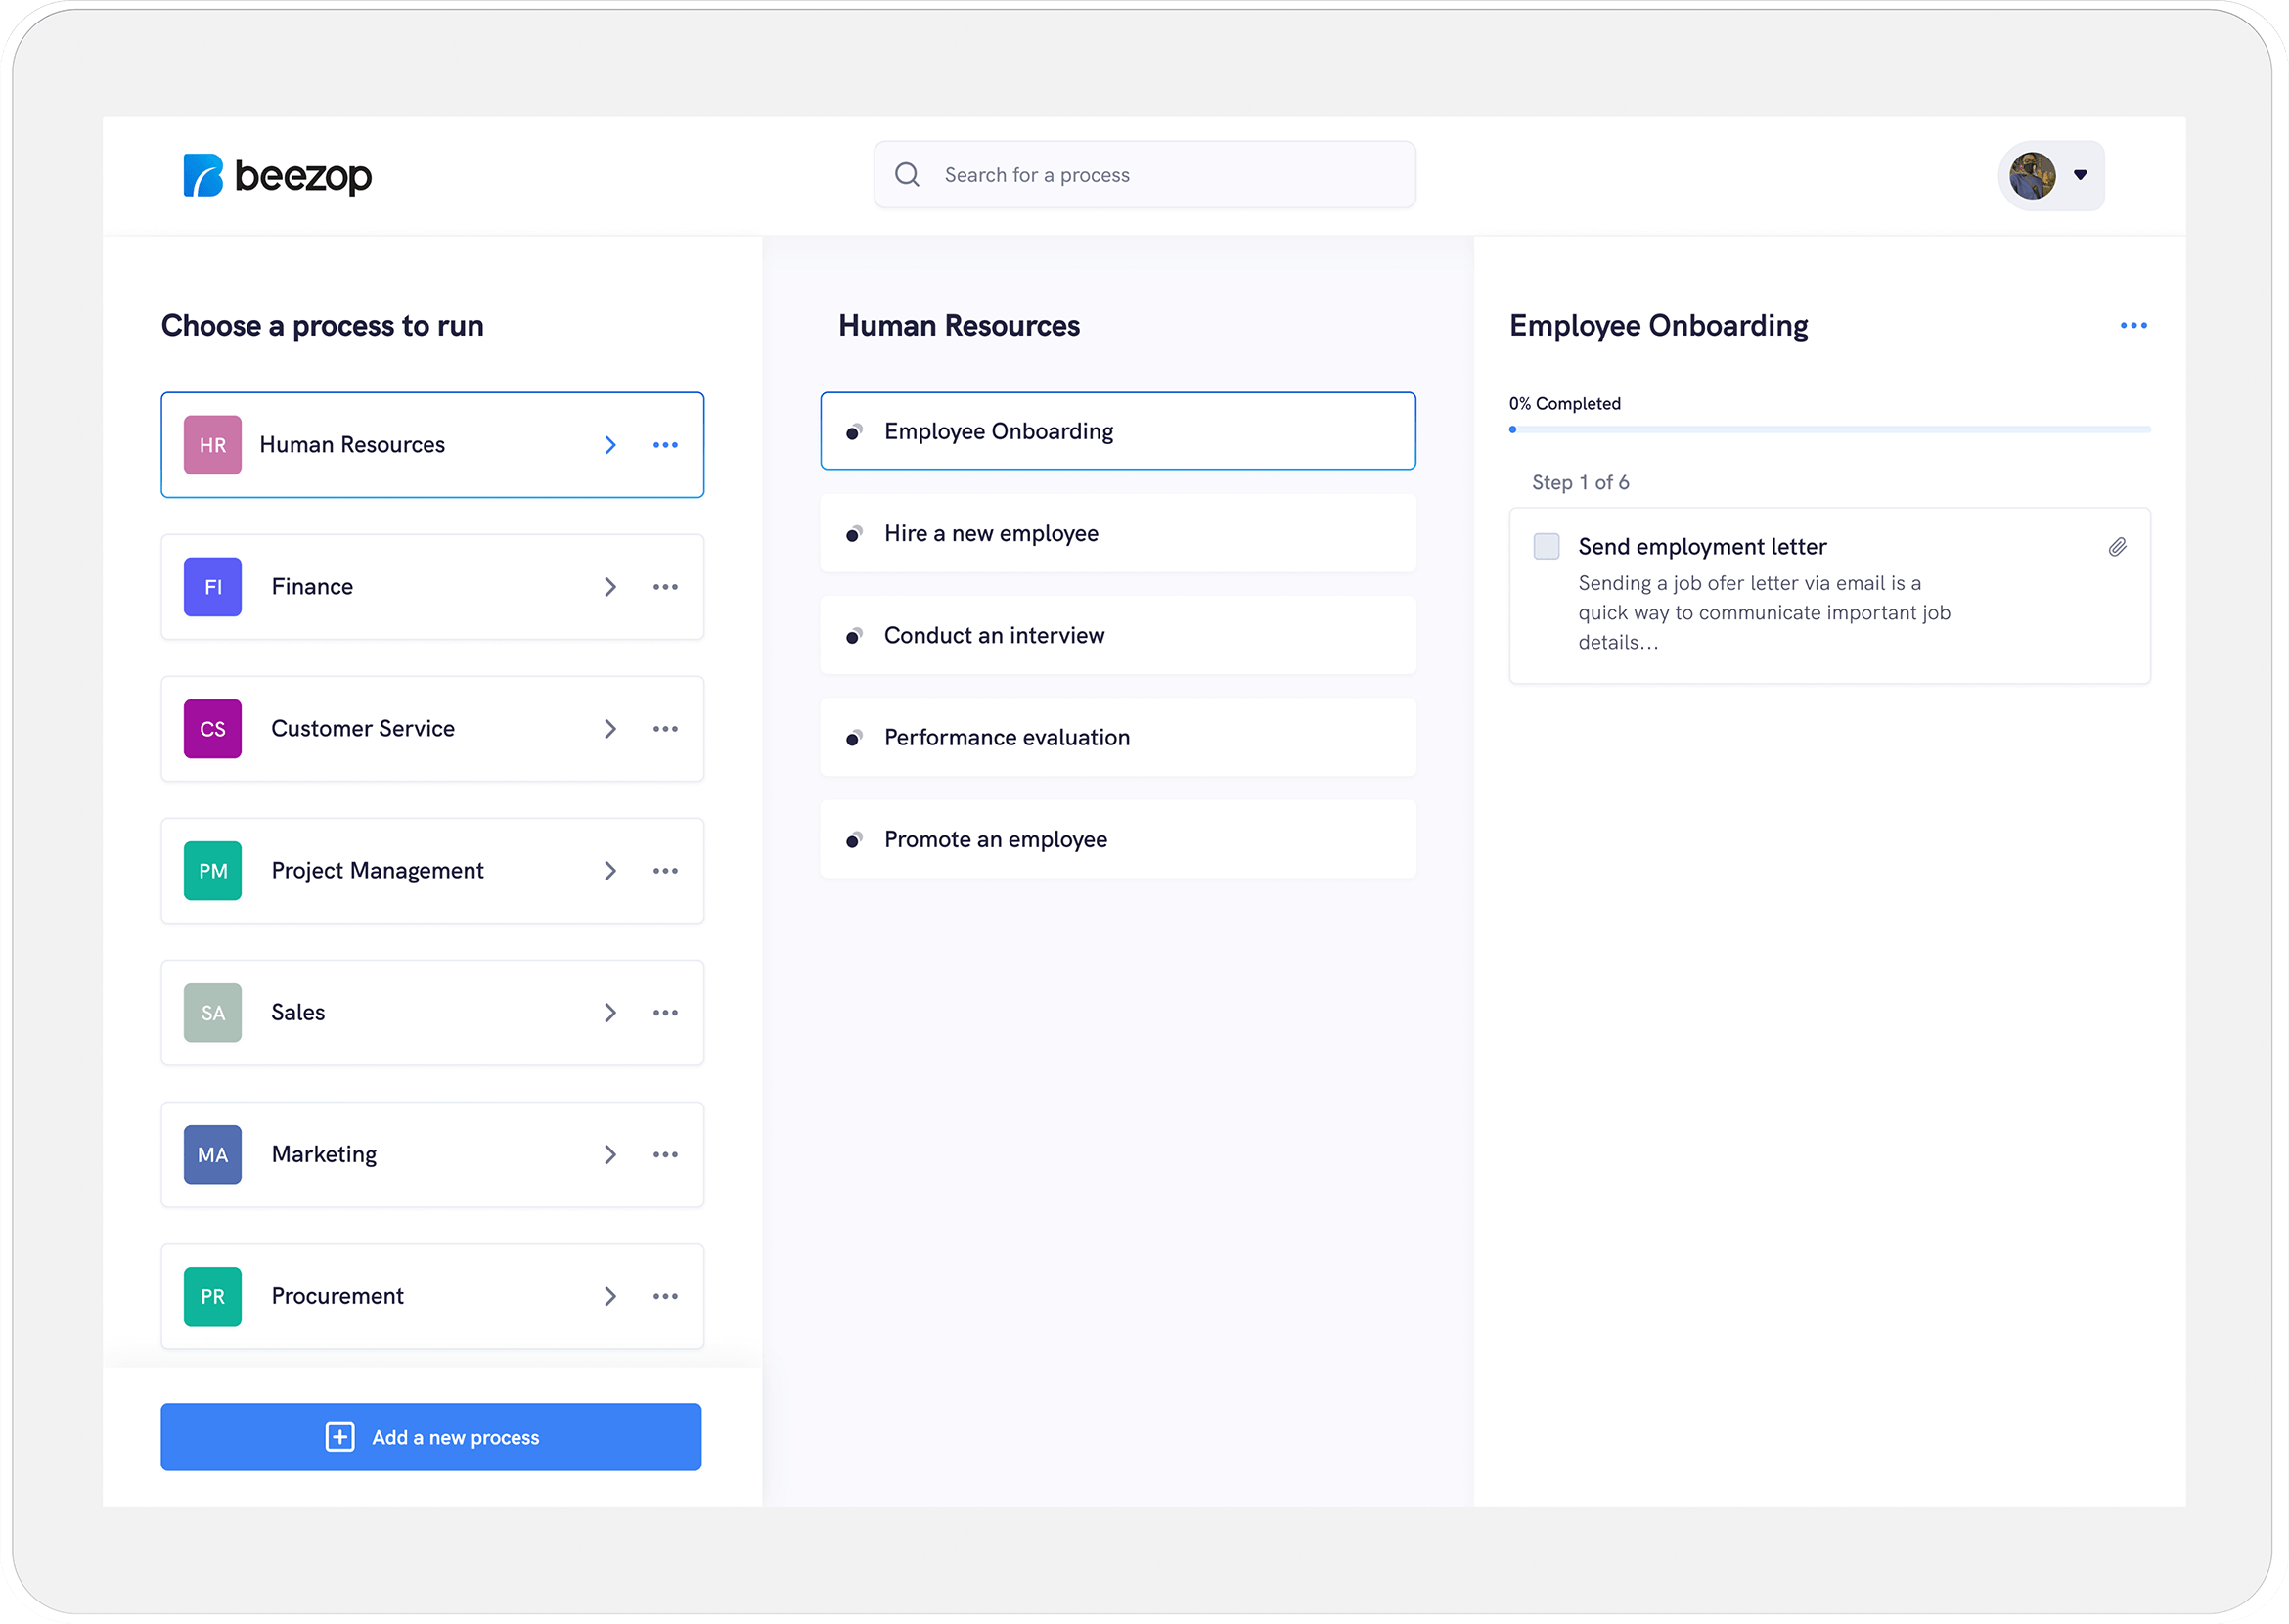 beezop
Search for a process
Choose a process to run
HR Human Resources
FI Finance
CS Customer Service
PM Project Management
SA Sales
MA Marketing
PR Procurement
Add a new process
Human Resources
Employee Onboarding
Hire a new employee
Conduct an interview
Performance evaluation
Promote an employee
Employee Onboarding
0% Completed
Step 1 of 6
Send employment letter
Sending a job ofer letter via email is a
quick way to communicate important job
details...